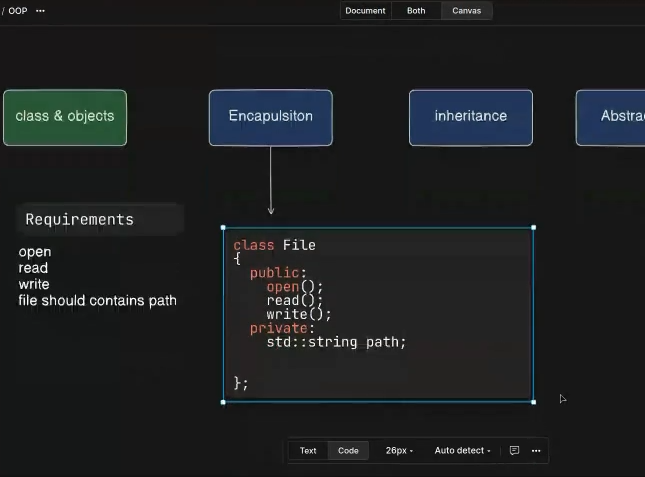 / OOP ...
Document Both Canvas
class & objects
Encapsulsiton
inheritance
Abstrac
Requirements
open
read
write
file should contains path
class File
{
public:
open();
read();
write();
private:
std::string path;
};
Text Code 26px Auto detect ...